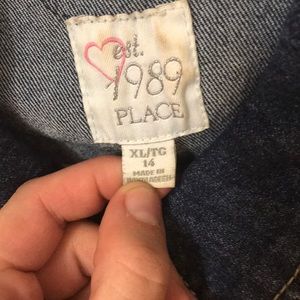 est.
1989
PLACE
XL/TG
14
MADE IN
BANGLADESH